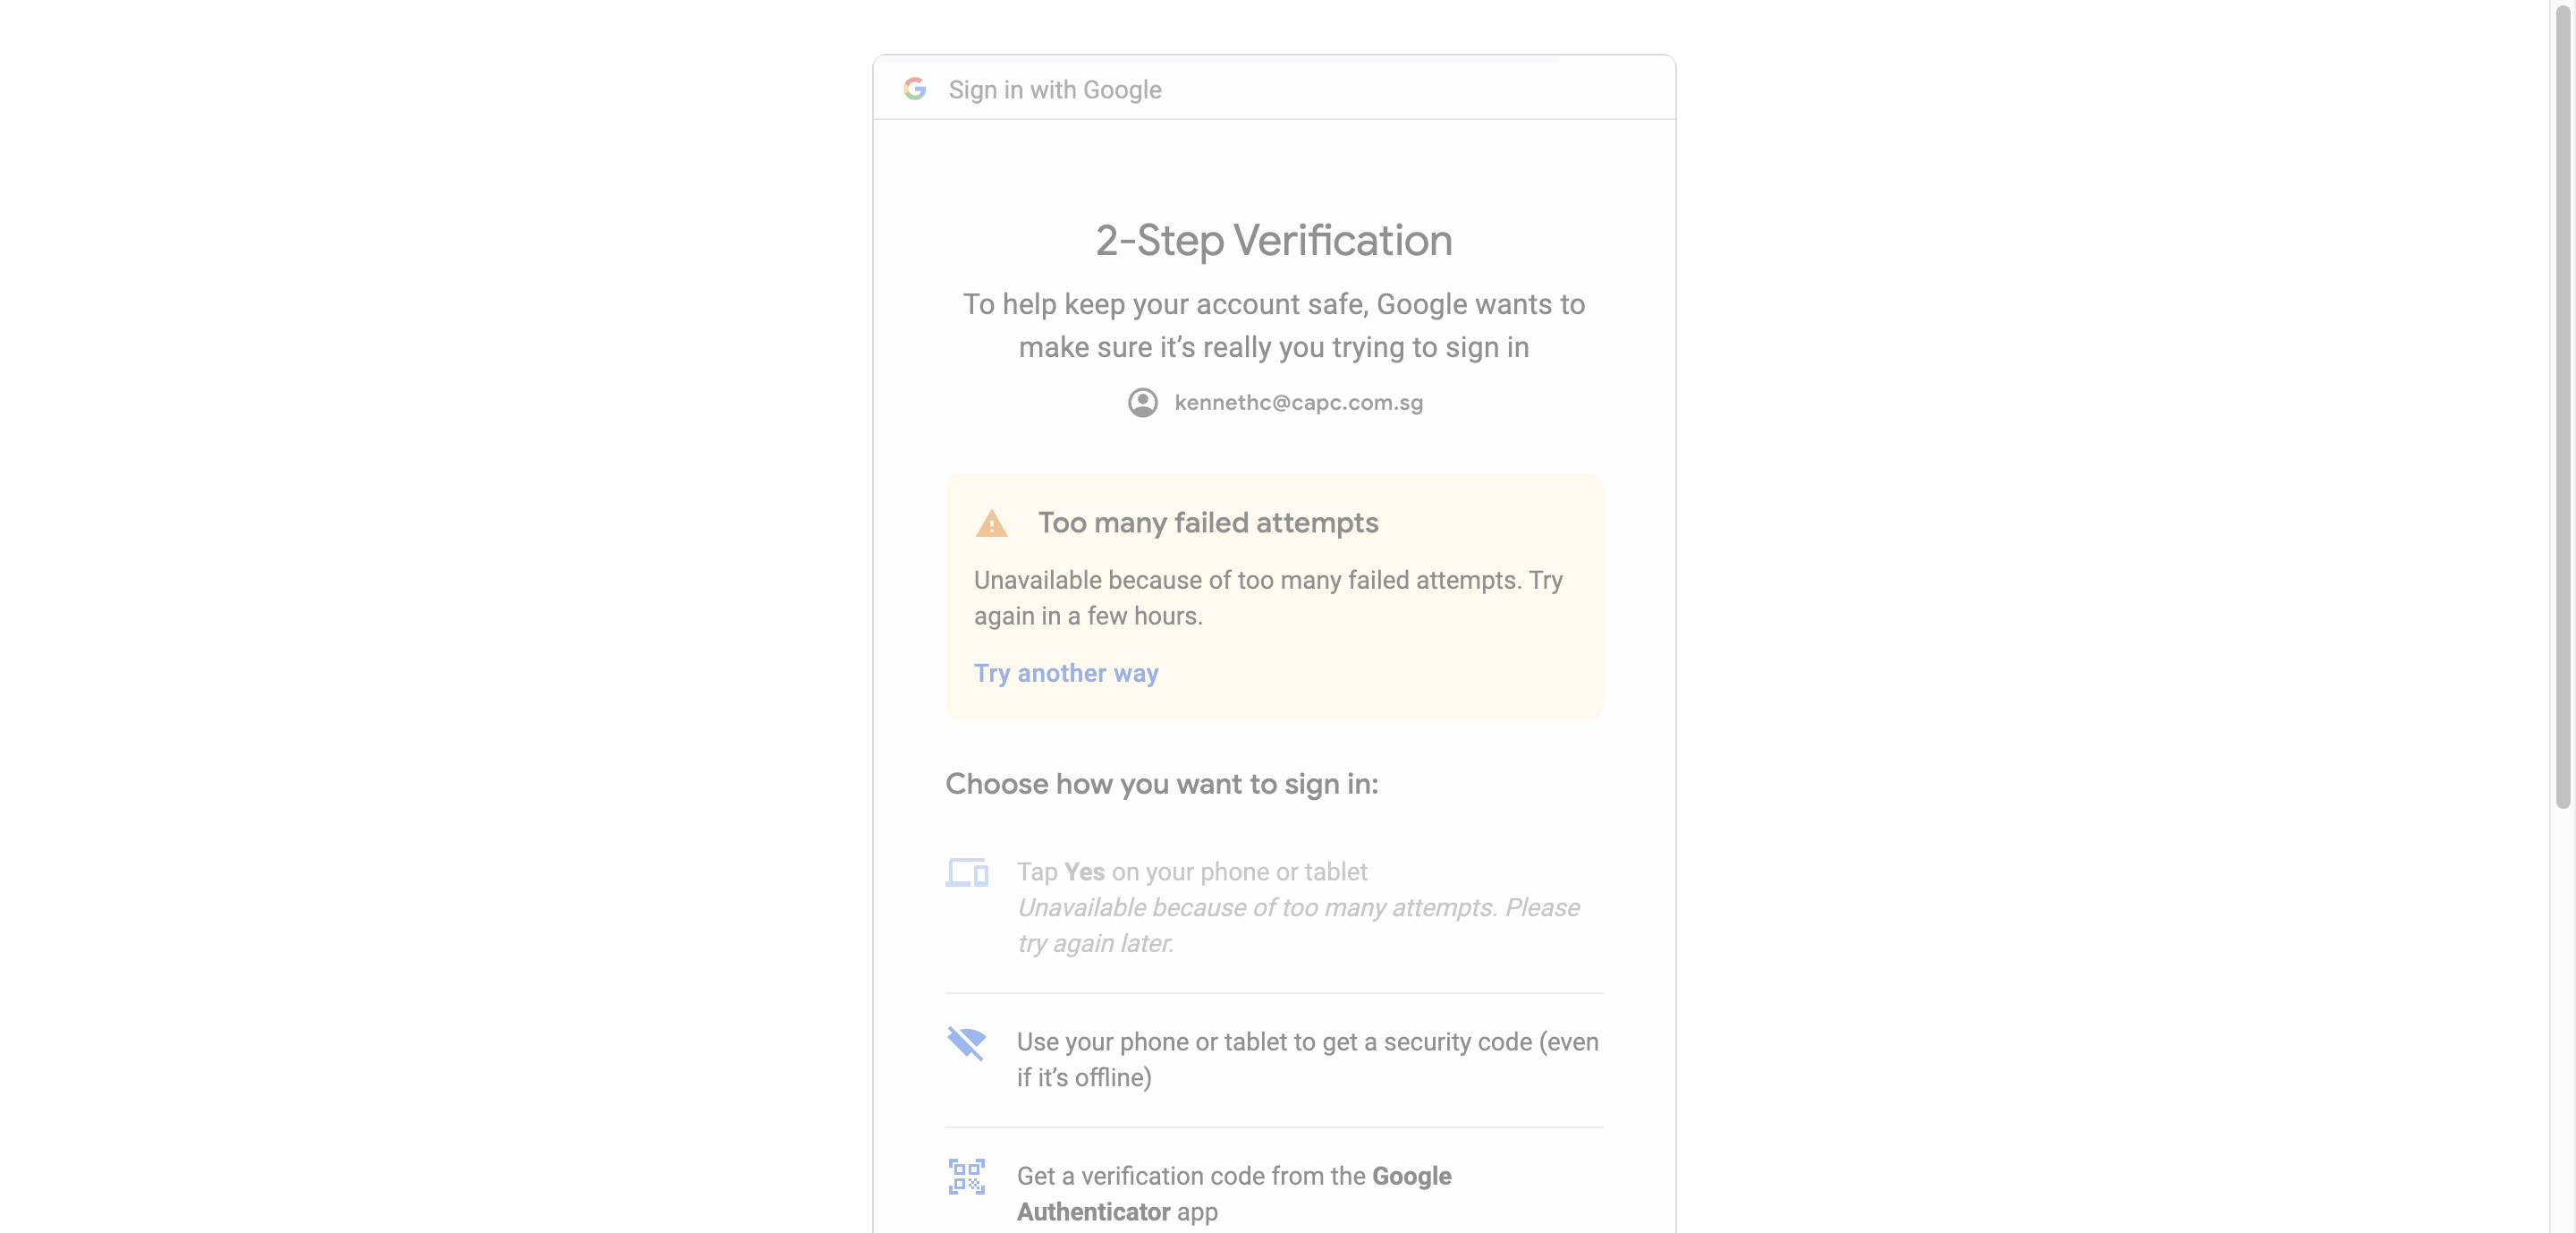 Sign in with Google
2-Step Verification
To help keep your account safe, Google wants to
make sure it’s really you trying to sign in
kennethc@capc.com.sg
Too many failed attempts
Unavailable because of too many failed attempts. Try
again in a few hours.
Try another way
Choose how you want to sign in:
Tap Yes on your phone or tablet
Unavailable because of too many attempts. Please
try again later.
Use your phone or tablet to get a security code (even
if it’s offline)
Get a verification code from the Google
Authenticator app